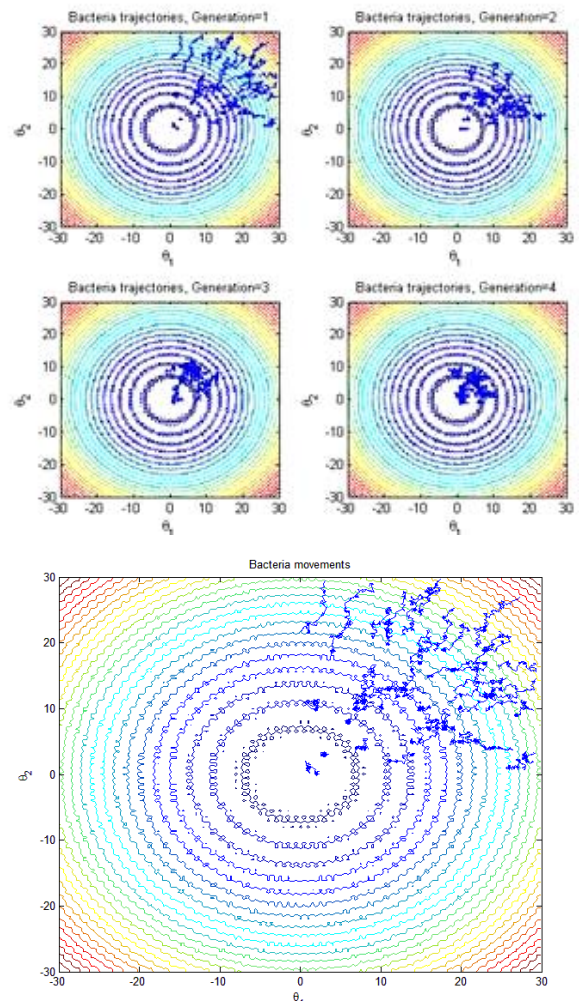 Bacteria trajectories, Generation=1
30
20
10
0
-10
-20
-30
-30 -20 -10 0 10 20 30
θ₂
θ₁
Bacteria trajectories, Generation=2
30
20
10
0
-10
-20
-30
-30 -20 -10 0 10 20 30
θ₂
θ₁
Bacteria trajectories, Generation=3
30
20
10
0
-10
-20
-30
-30 -20 -10 0 10 20 30
θ₂
θ₁
Bacteria trajectories, Generation=4
30
20
10
0
-10
-20
-30
-30 -20 -10 0 10 20 30
θ₂
θ₁
Bacteria movements
30
20
10
0
-10
-20
-30
-30 -20 -10 0 10 20 30
θ₂
θ₁